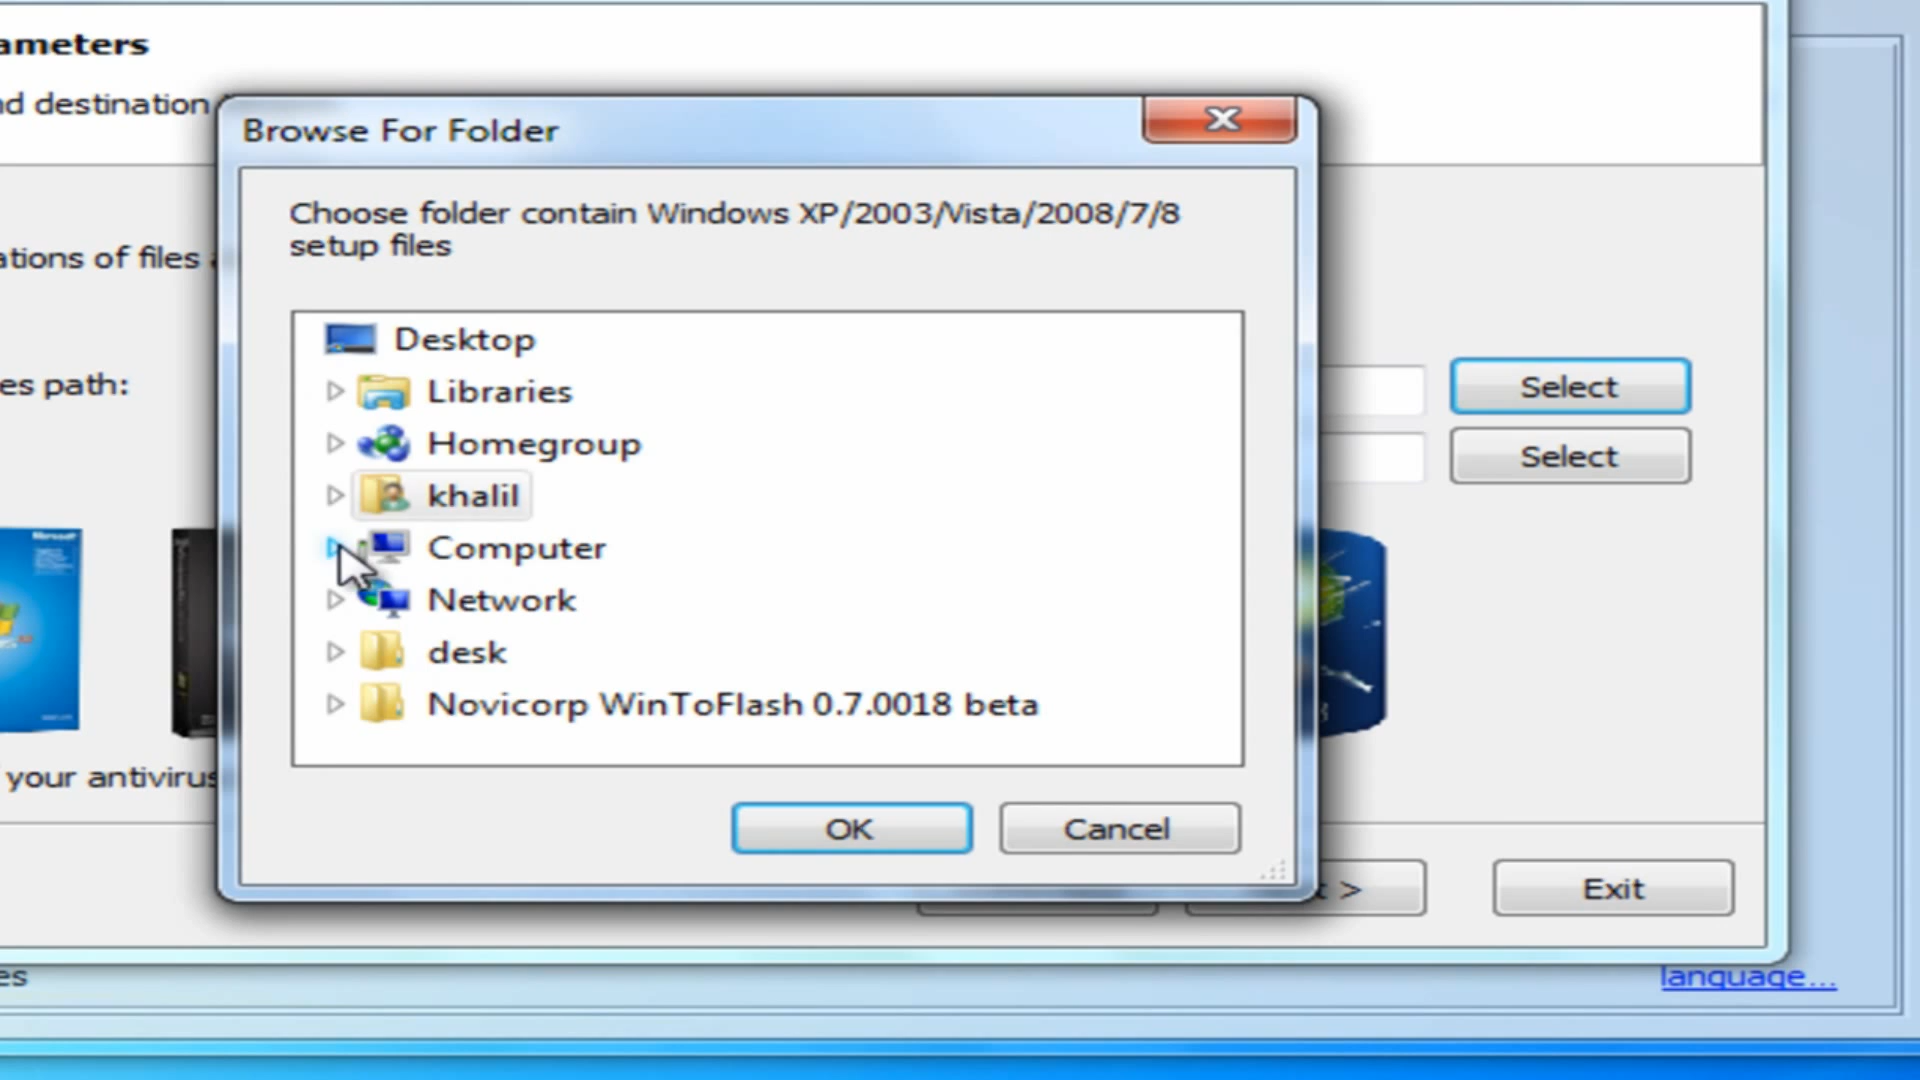 ameters
nd destination
Browse For Folder
Choose folder contain Windows XP/2003/Vista/2008/7/8
setup files
ations of files
Desktop
Libraries
es path:
Select
Homegroup
Select
khalil
Computer
Network
desk
Novicorp WinToFlash 0.7.0018 beta
your antivirus
OK
Cancel
>
Exit
es
language...